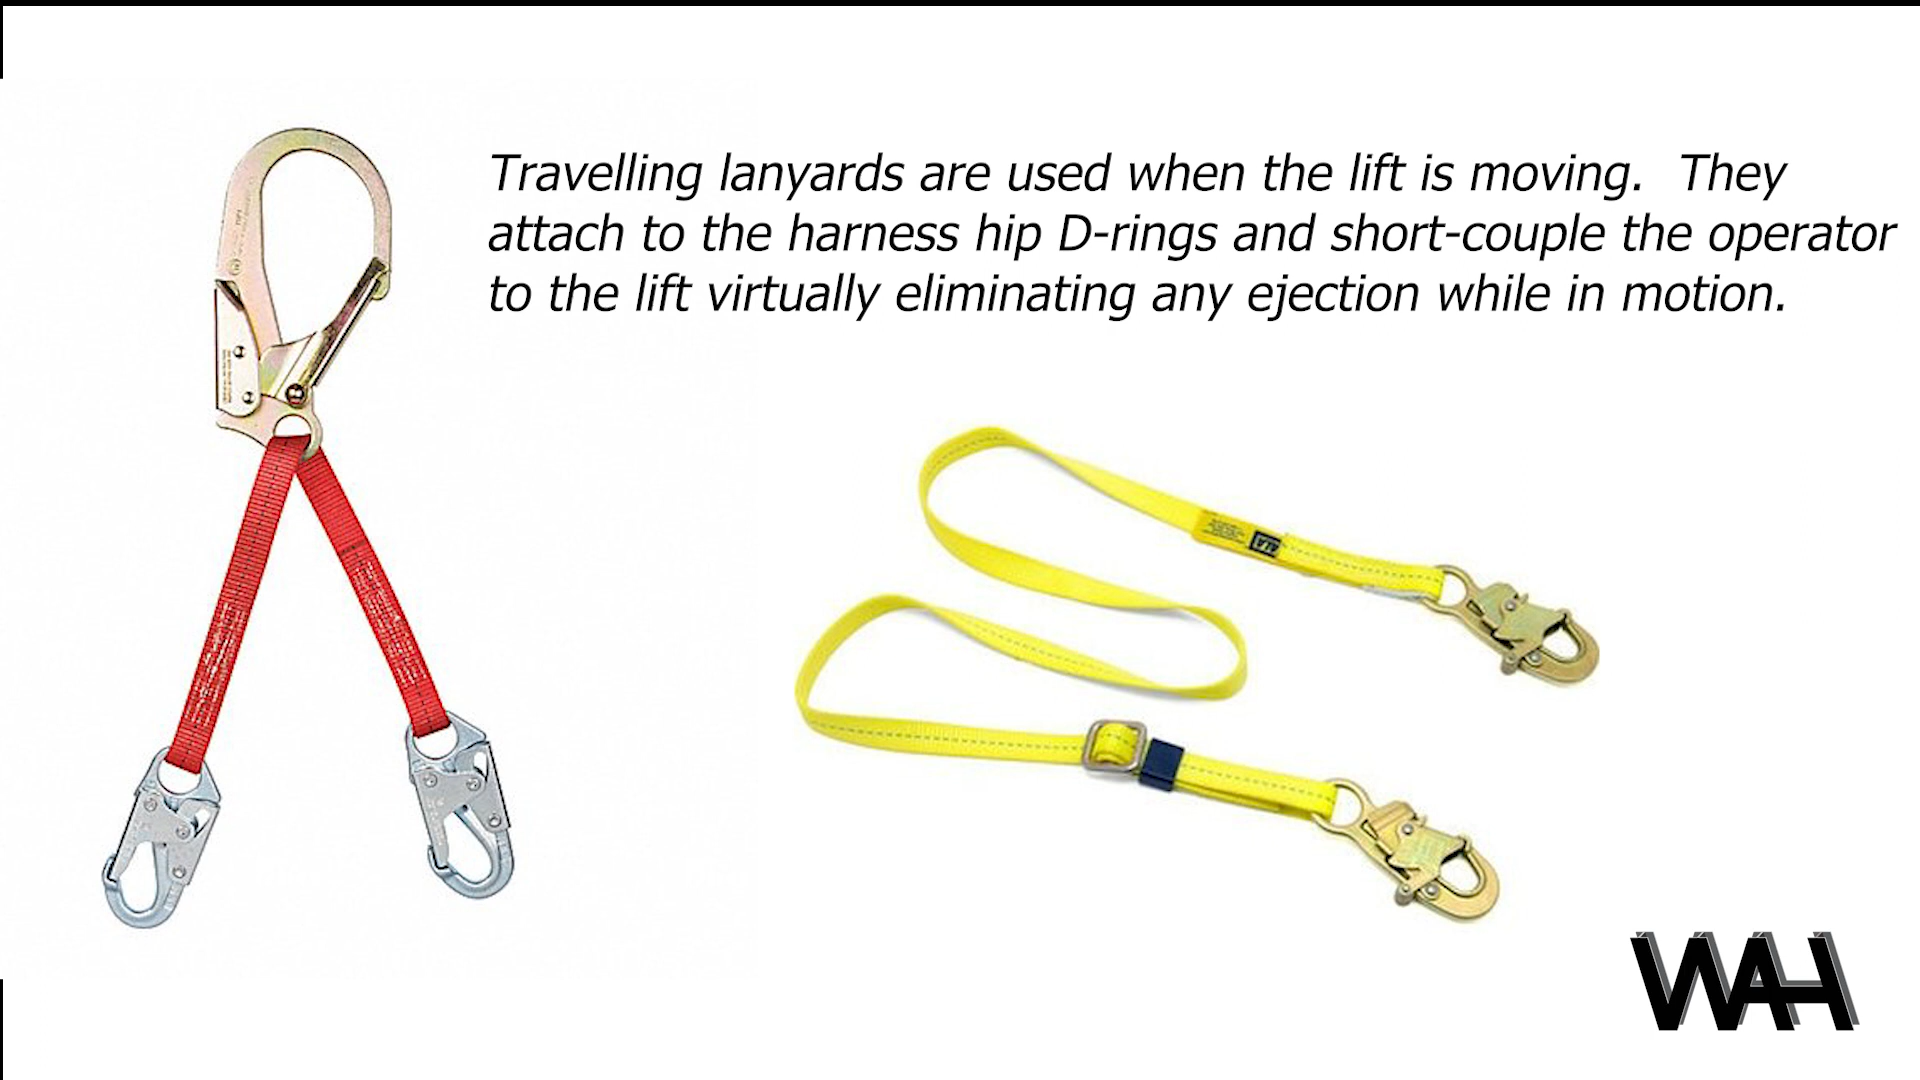 Travelling lanyards are used when the lift is moving.  They
attach to the harness hip D-rings and short-couple the operator
to the lift virtually eliminating any ejection while in motion.
WAH